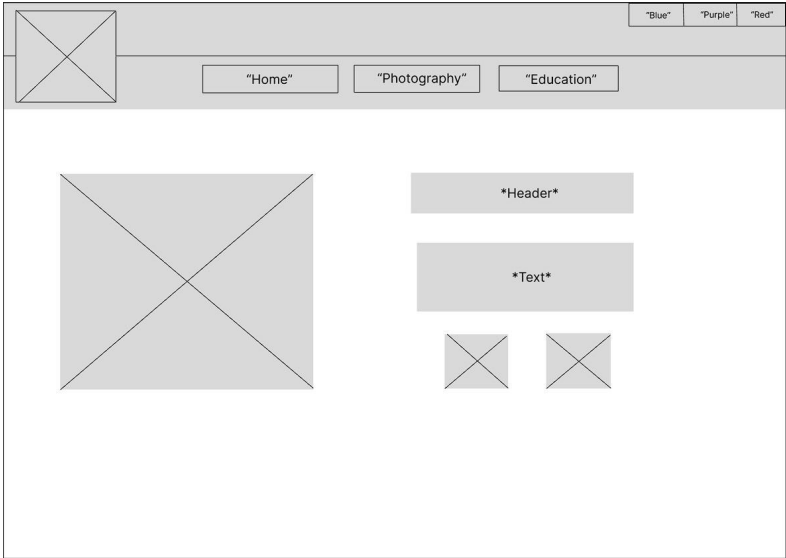 “Blue”
“Purple”
“Red”
“Home”
“Photography”
“Education”
*Header*
*Text*